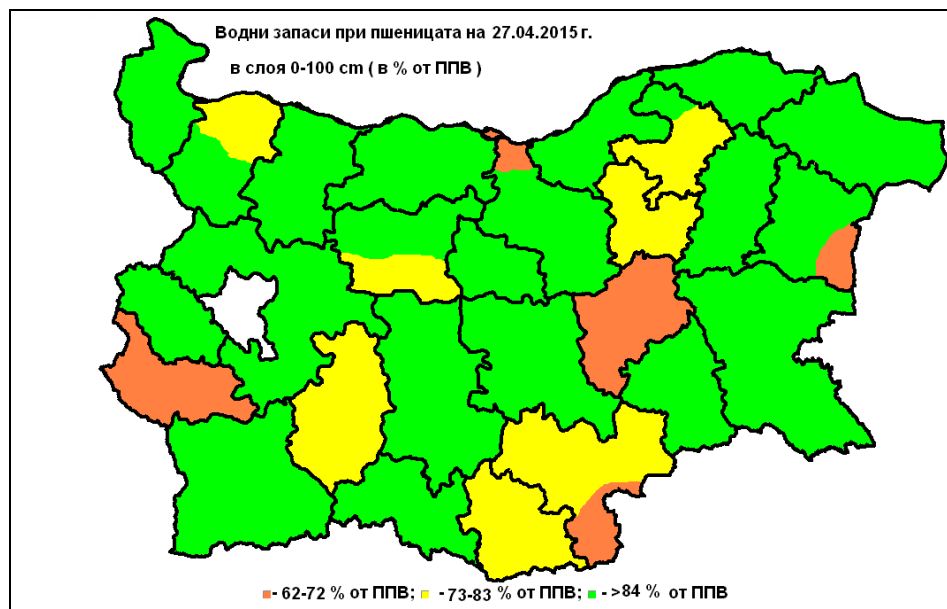 Водни запаси при пшеницата на 27.04.2015 г.
в слоя 0-100 cm ( в % от ППВ )
- 62-72 % от ППВ; - 73-83 % от ППВ; - >84 % от ППВ